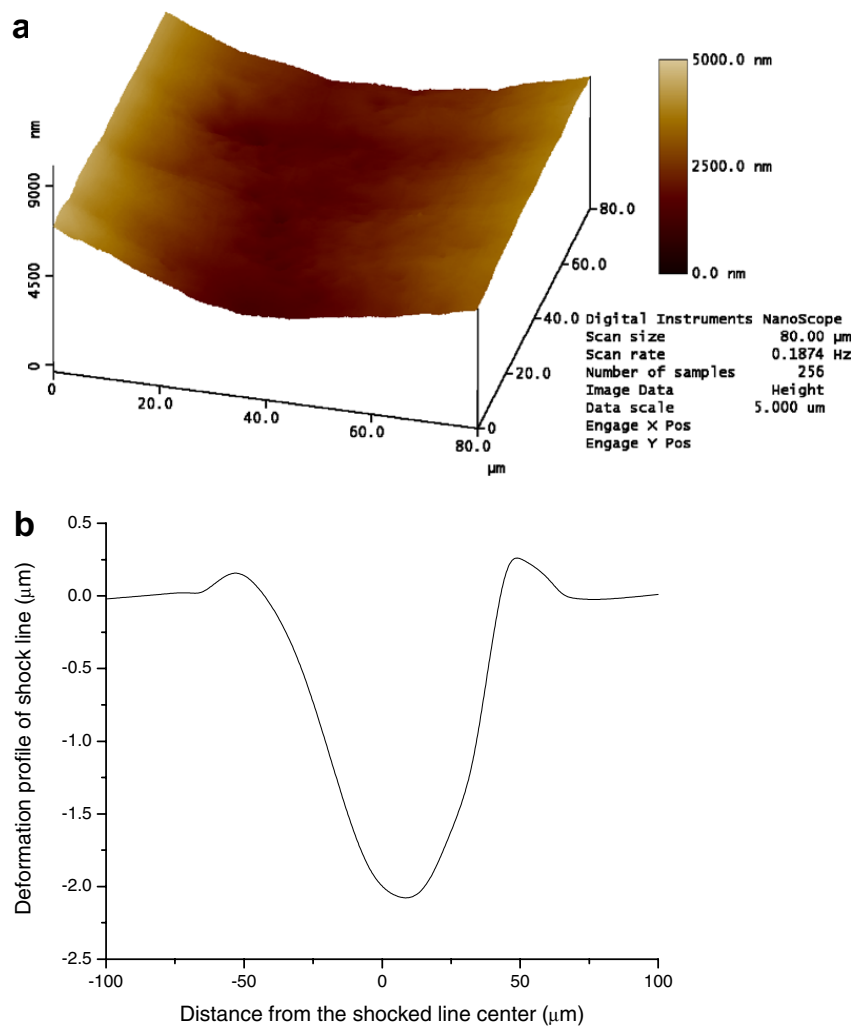 a
nm
9000
4500
0
0
20.0
40.0
60.0
80.0
μm
0
20.0
40.0
60.0
80.0
5000.0 nm
2500.0 nm
0.0 nm
Digital Instruments NanoScope
Scan size 80.00 μm
Scan rate 0.1874 Hz
Number of samples 256
Image Data Height
Data scale 5.000 um
Engage X Pos
Engage Y Pos
b
Deformation profile of shock line (μm)
0.5
0.0
-0.5
-1.0
-1.5
-2.0
-2.5
-100
-50
0
50
100
Distance from the shocked line center (μm)